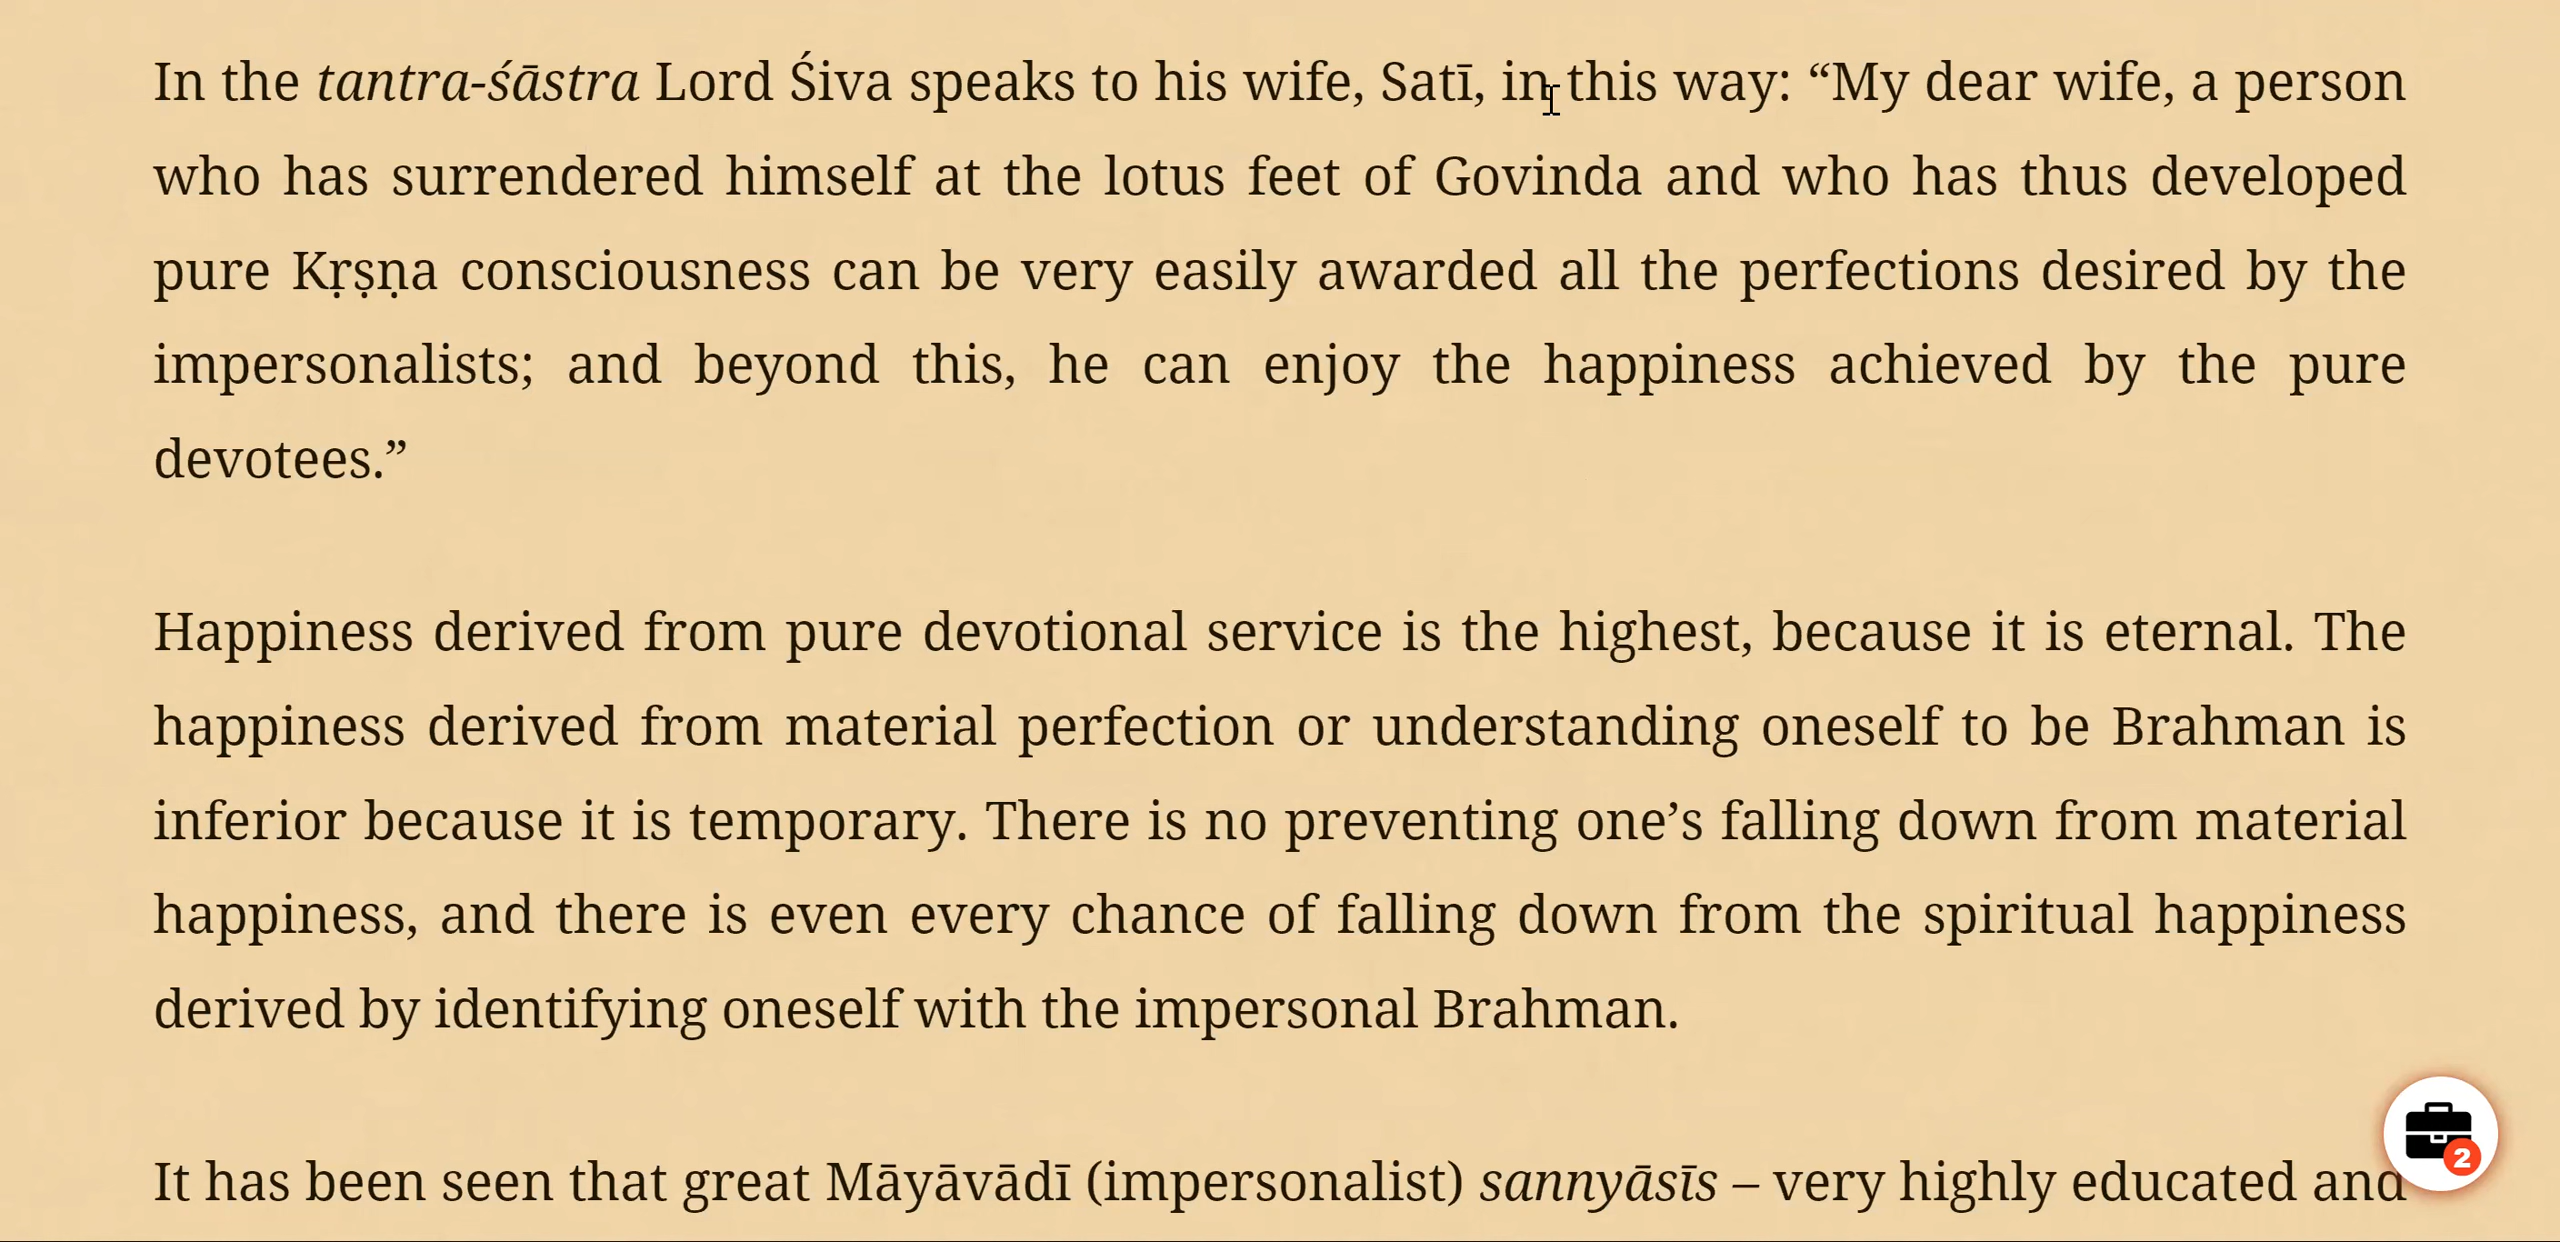 In the tantra-śāstra Lord Śiva speaks to his wife, Satī, in this way: “My dear wife, a person
who has surrendered himself at the lotus feet of Govinda and who has thus developed
pure Kṛṣṇa consciousness can be very easily awarded all the perfections desired by the
impersonalists; and beyond this, he can enjoy the happiness achieved by the pure
devotees.”
Happiness derived from pure devotional service is the highest, because it is eternal. The
happiness derived from material perfection or understanding oneself to be Brahman is
inferior because it is temporary. There is no preventing one’s falling down from material
happiness, and there is even every chance of falling down from the spiritual happiness
derived by identifying oneself with the impersonal Brahman.
It has been seen that great Māyāvādī (impersonalist) sannyāsīs – very highly educated and
2